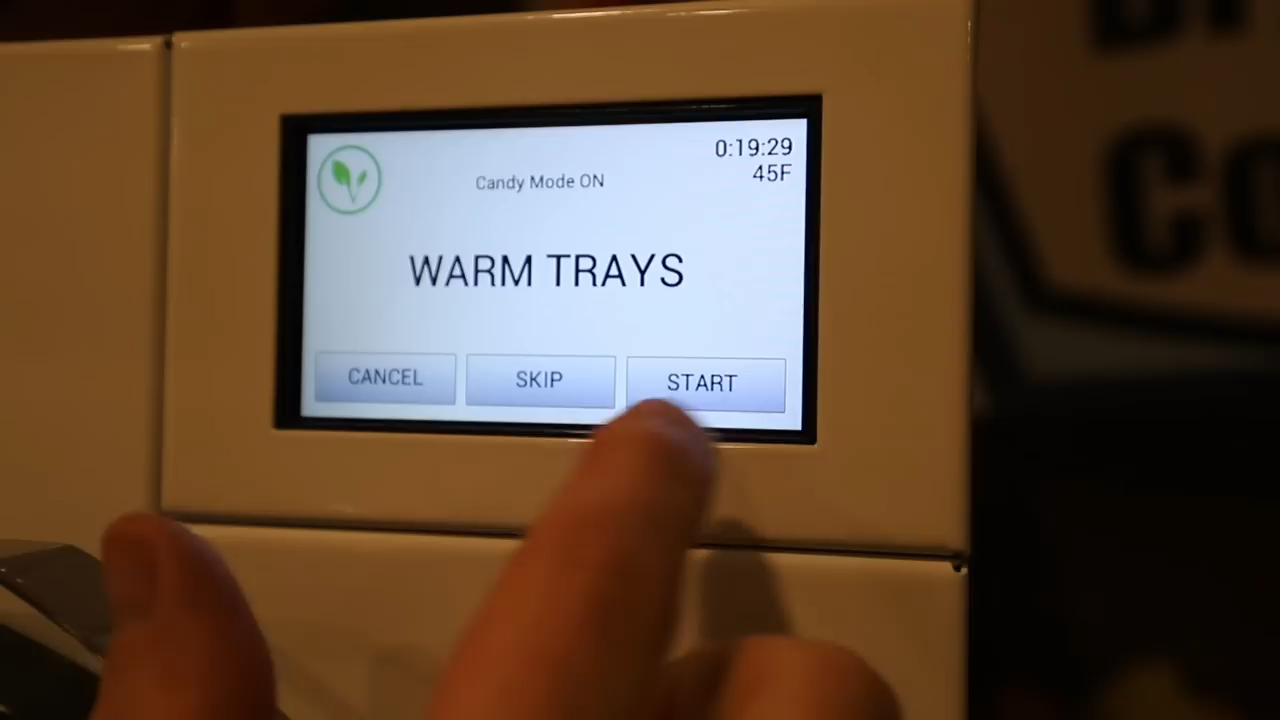 0:19:29
45F
Candy Mode ON
WARM TRAYS
CANCEL
SKIP
START